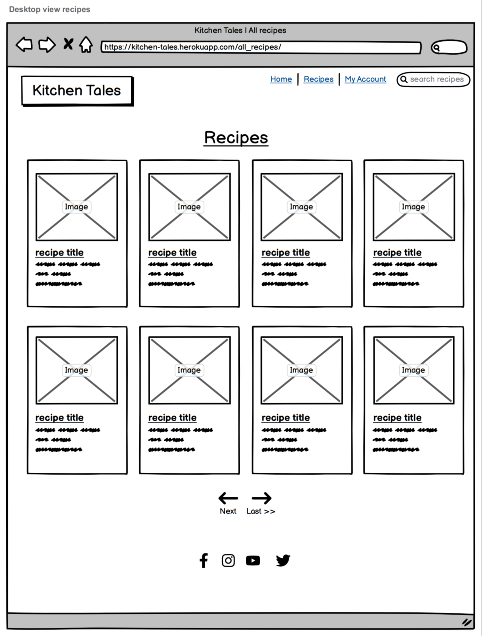 Desktop view recipes
Kitchen Tales | All recipes
https://kitchen-tales.herokuapp.com/all_recipes/
Kitchen Tales
Home | Recipes | My Account
search recipes
Recipes
Image Image Image Image
recipe title recipe title recipe title recipe title
Image Image Image Image
recipe title recipe title recipe title recipe title
Next Last >>